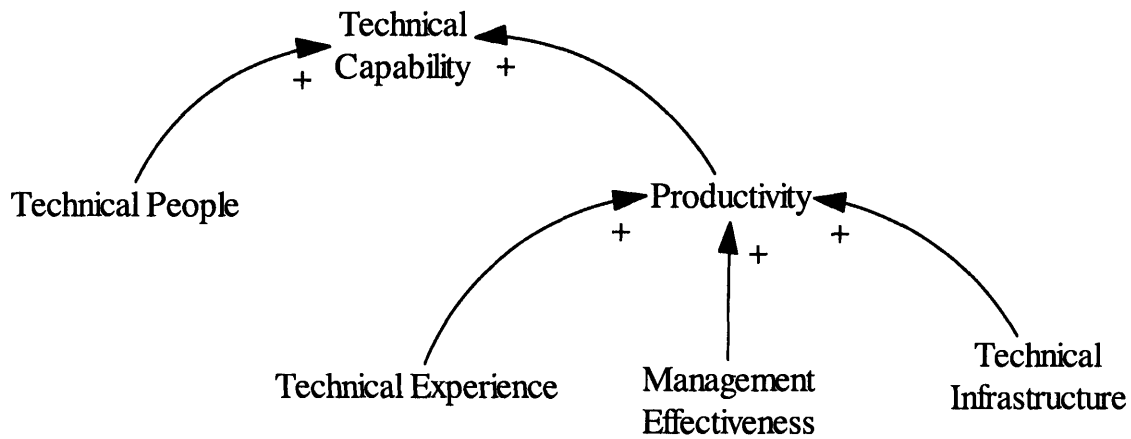 Technical
Capability
+
+
Technical People
Productivity
+
+
+
Technical Experience
Management
Effectiveness
Technical
Infrastructure